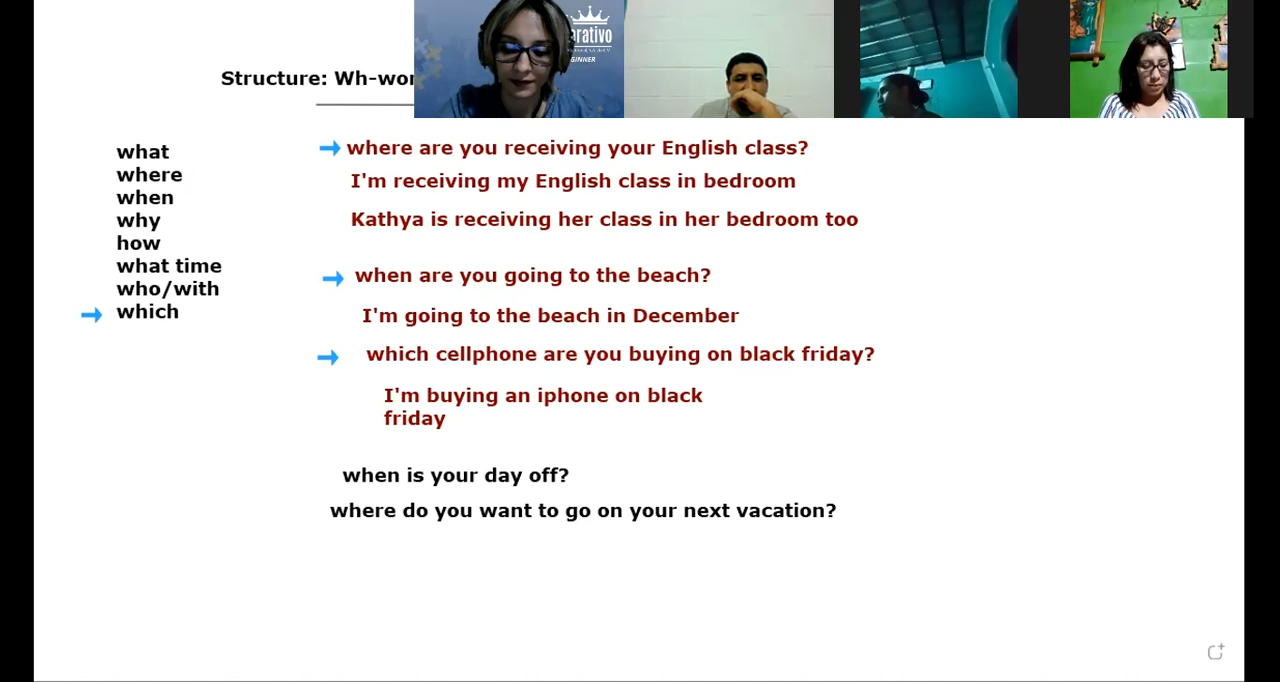 Structure: Wh-wor
rativo
GINNER
what
where
when
why
how
what time
who/with
which
where are you receiving your English class?
I'm receiving my English class in bedroom
Kathya is receiving her class in her bedroom too
when are you going to the beach?
I'm going to the beach in December
which cellphone are you buying on black friday?
I'm buying an iphone on black
friday
when is your day off?
where do you want to go on your next vacation?